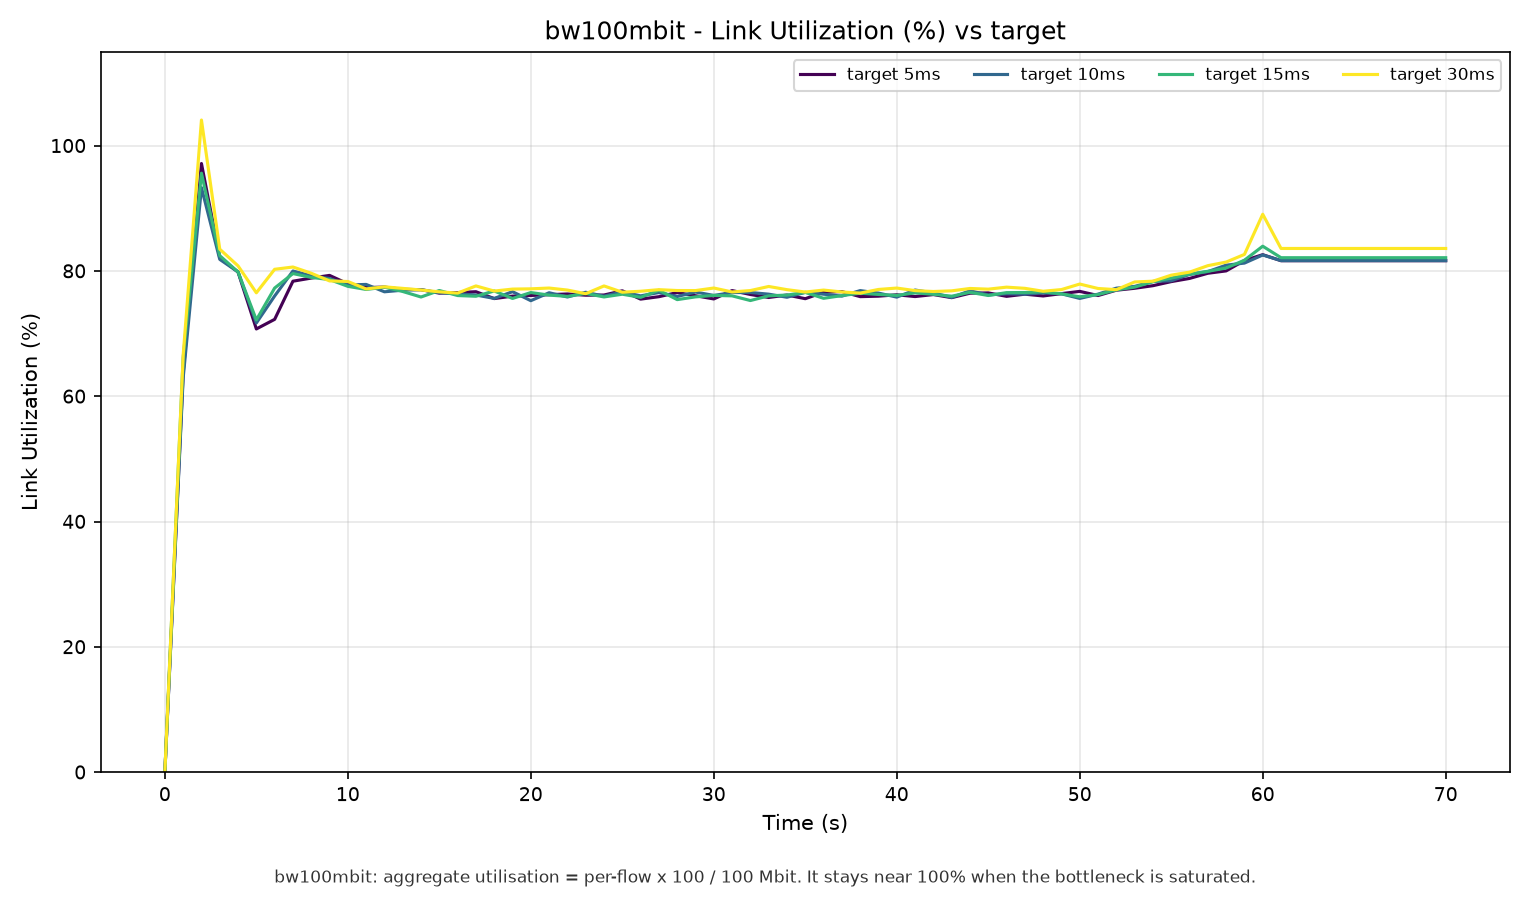 bw100mbit - Link Utilization (%) vs target
target 5ms target 10ms target 15ms target 30ms
Link Utilization (%)
100
80
60
40
20
0
0 10 20 30 40 50 60 70
Time (s)
bw100mbit: aggregate utilisation = per-flow x 100 / 100 Mbit. It stays near 100% when the bottleneck is saturated.